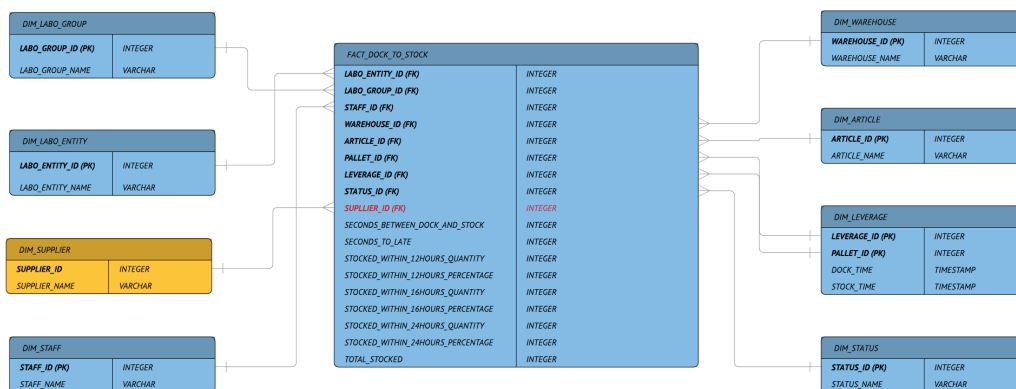 DIM_LABO_GROUP
LABO_GROUP_ID (PK) INTEGER
LABO_GROUP_NAME VARCHAR
DIM_LABO_ENTITY
LABO_ENTITY_ID (PK) INTEGER
LABO_ENTITY_NAME VARCHAR
DIM_SUPPLIER
SUPPLIER_ID INTEGER
SUPPLIER_NAME VARCHAR
DIM_STAFF
STAFF_ID (PK) INTEGER
STAFF_NAME VARCHAR
FACT_DOCK_TO_STOCK
LABO_ENTITY_ID (FK) INTEGER
LABO_GROUP_ID (FK) INTEGER
STAFF_ID (FK) INTEGER
WAREHOUSE_ID (FK) INTEGER
ARTICLE_ID (FK) INTEGER
PALLET_ID (FK) INTEGER
LEVERAGE_ID (FK) INTEGER
STATUS_ID (FK) INTEGER
SUPLLIER_ID (FK) INTEGER
SECONDS_BETWEEN_DOCK_AND_STOCK INTEGER
SECONDS_TO_LATE INTEGER
STOCKED_WITHIN_12HOURS_QUANTITY INTEGER
STOCKED_WITHIN_12HOURS_PERCENTAGE INTEGER
STOCKED_WITHIN_16HOURS_QUANTITY INTEGER
STOCKED_WITHIN_16HOURS_PERCENTAGE INTEGER
STOCKED_WITHIN_24HOURS_QUANTITY INTEGER
STOCKED_WITHIN_24HOURS_PERCENTAGE INTEGER
TOTAL_STOCKED INTEGER
DIM_WAREHOUSE
WAREHOUSE_ID (PK) INTEGER
WAREHOUSE_NAME VARCHAR
DIM_ARTICLE
ARTICLE_ID (PK) INTEGER
ARTICLE_NAME VARCHAR
DIM_LEVERAGE
LEVERAGE_ID (PK) INTEGER
PALLET_ID (PK) INTEGER
DOCK_TIME TIMESTAMP
STOCK_TIME TIMESTAMP
DIM_STATUS
STATUS_ID (PK) INTEGER
STATUS_NAME VARCHAR